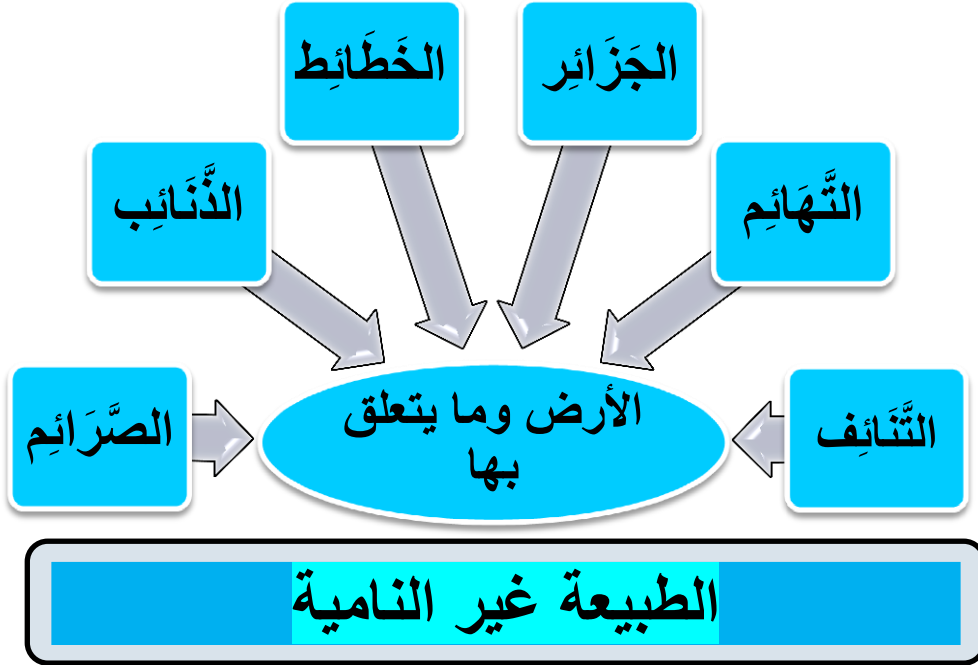 الجَزَائِر
الخَطَائِط
التَّهَائِم
الذَّنَائِب
التَّنَائِف
الأرض وما يتعلق
بها
الصَّرَائِم
الطبيعة غير النامية